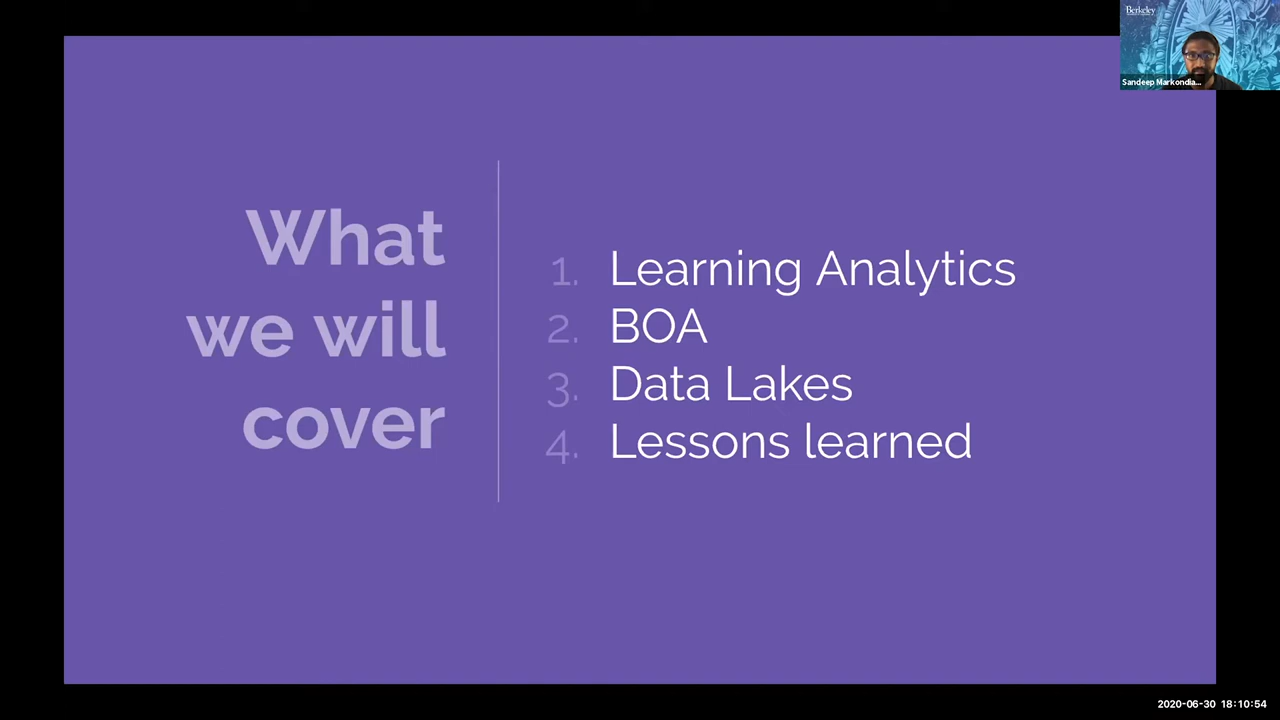 Berkeley
Sandeep Markondia...
What
we will
cover
1. Learning Analytics
2. BOA
3. Data Lakes
4. Lessons learned
2020-06-30 18:10:54